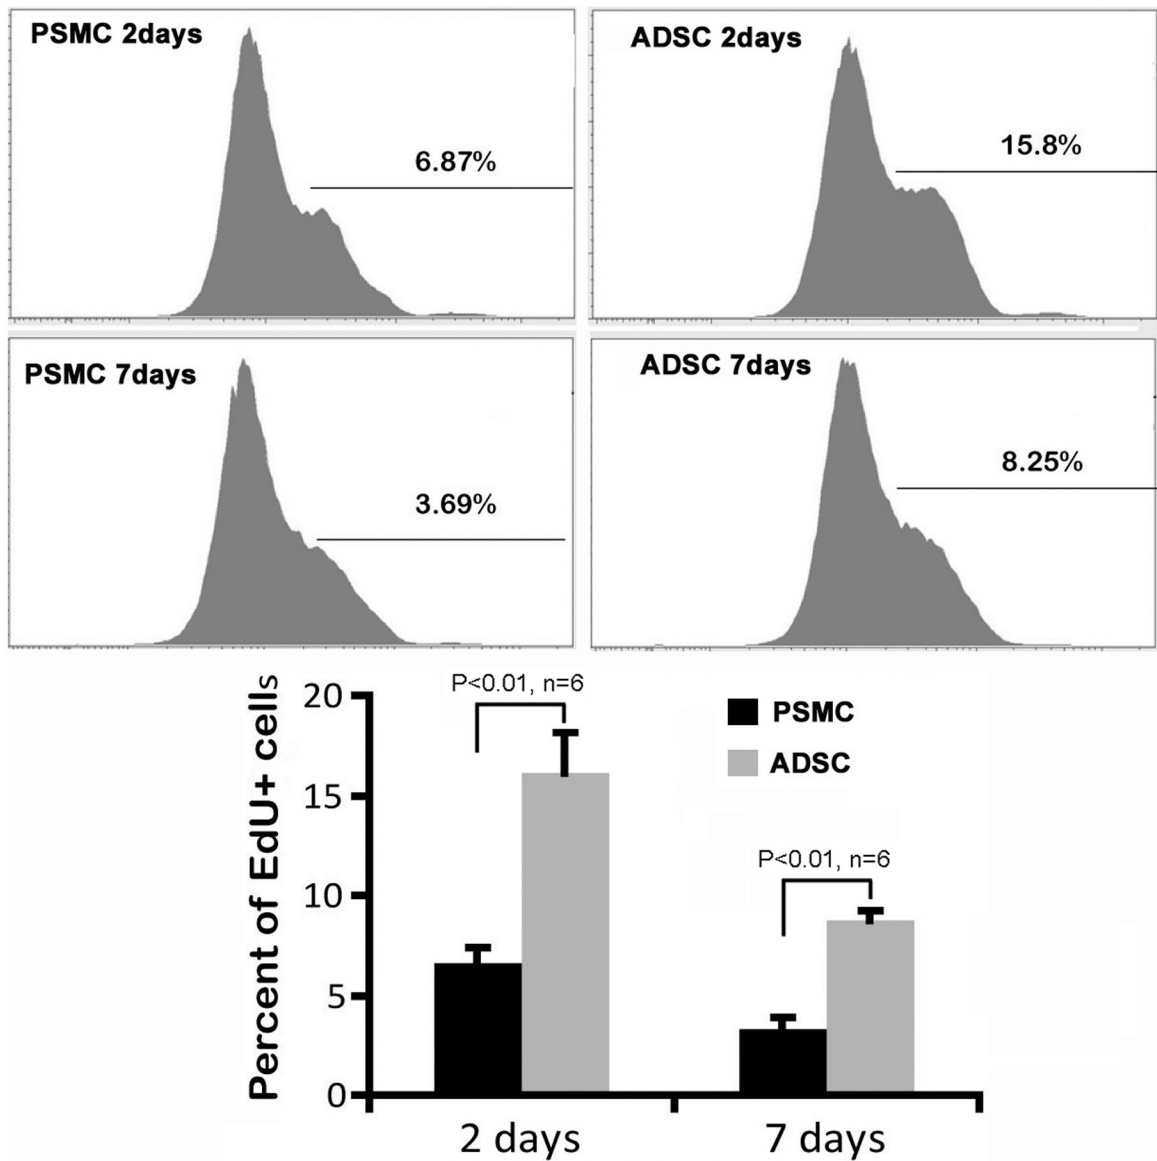 PSMC 2days
6.87%
ADSC 2days
15.8%
PSMC 7days
3.69%
ADSC 7days
8.25%
Percent of EdU+ cells
20
15
10
5
0
P<0.01, n=6
P<0.01, n=6
PSMC
ADSC
2 days
7 days